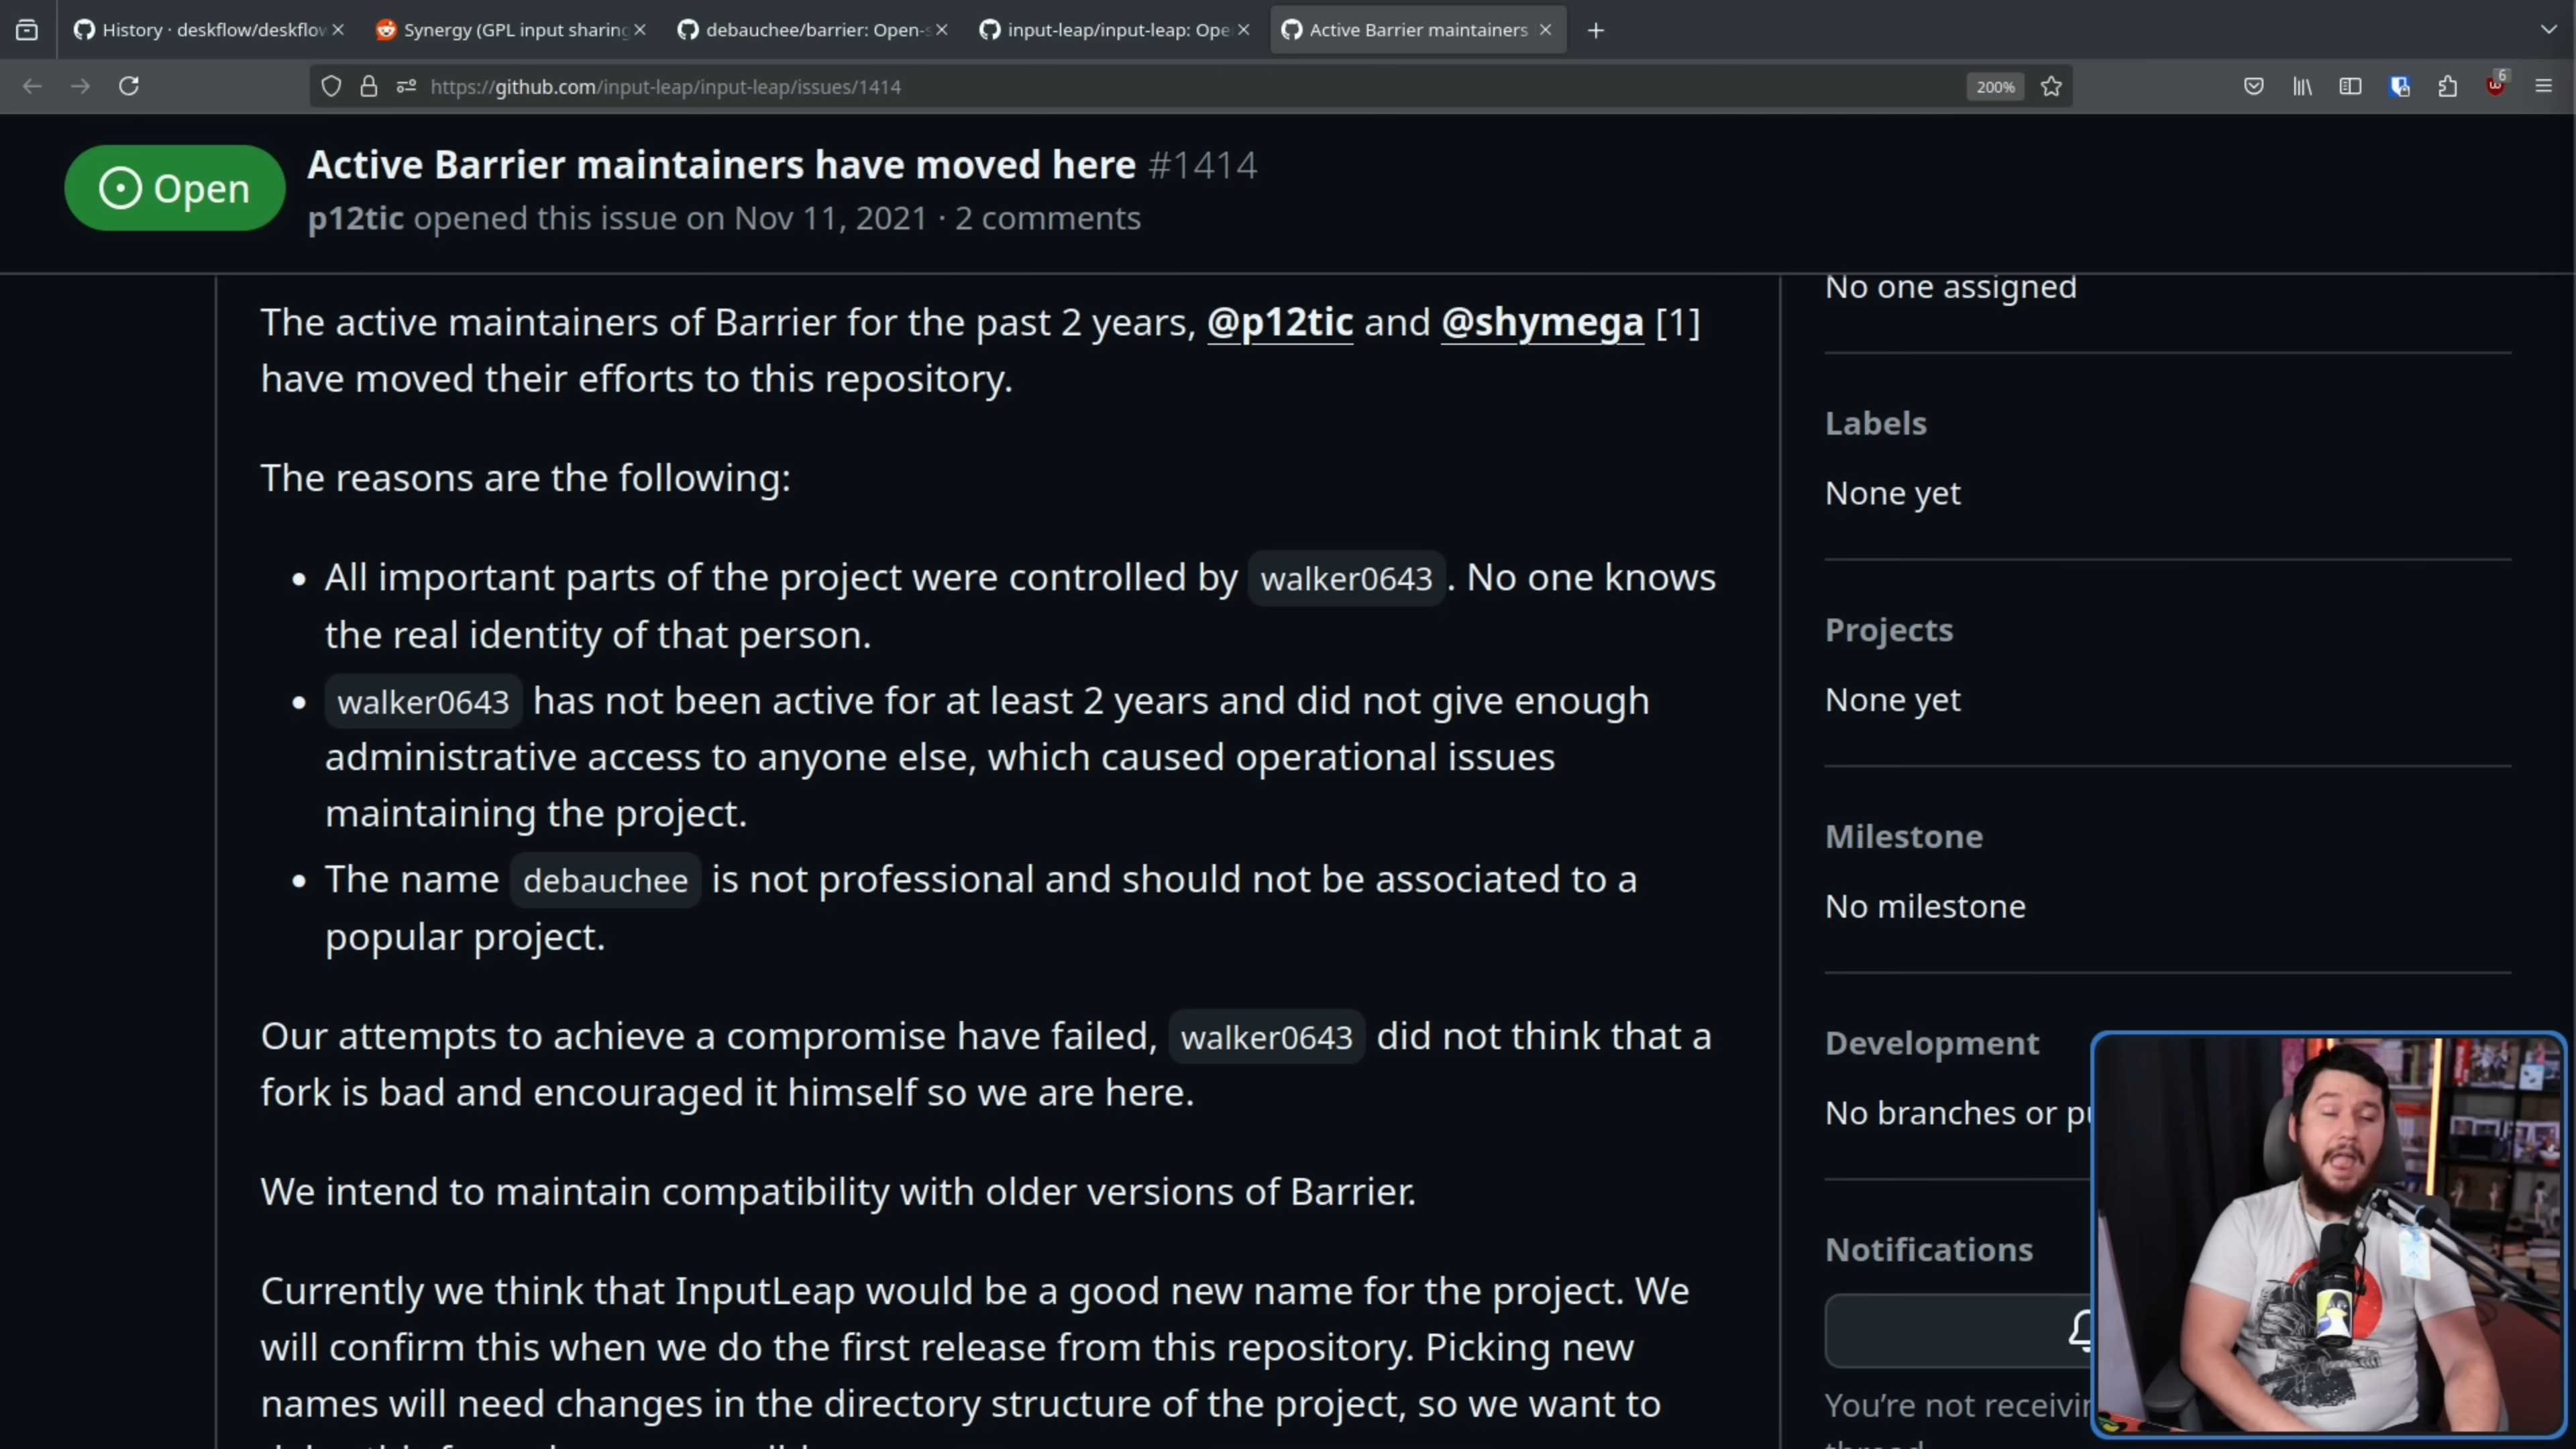 History · deskflow/deskflow
Synergy (GPL input sharing
debauchee/barrier: Open-s
input-leap/input-leap: Ope
Active Barrier maintainers
https://github.com/input-leap/input-leap/issues/1414
200%
6
Open
Active Barrier maintainers have moved here #1414
p12tic opened this issue on Nov 11, 2021 · 2 comments
The active maintainers of Barrier for the past 2 years, @p12tic and @shymega [1]
have moved their efforts to this repository.
The reasons are the following:
• All important parts of the project were controlled by walker0643. No one knows
the real identity of that person.
• walker0643 has not been active for at least 2 years and did not give enough
administrative access to anyone else, which caused operational issues
maintaining the project.
• The name debauchee is not professional and should not be associated to a
popular project.
Our attempts to achieve a compromise have failed, walker0643 did not think that a
fork is bad and encouraged it himself so we are here.
We intend to maintain compatibility with older versions of Barrier.
Currently we think that InputLeap would be a good new name for the project. We
will confirm this when we do the first release from this repository. Picking new
names will need changes in the directory structure of the project, so we want to
No one assigned
Labels
None yet
Projects
None yet
Milestone
No milestone
Development
No branches or pu
Notifications
You're not receivin